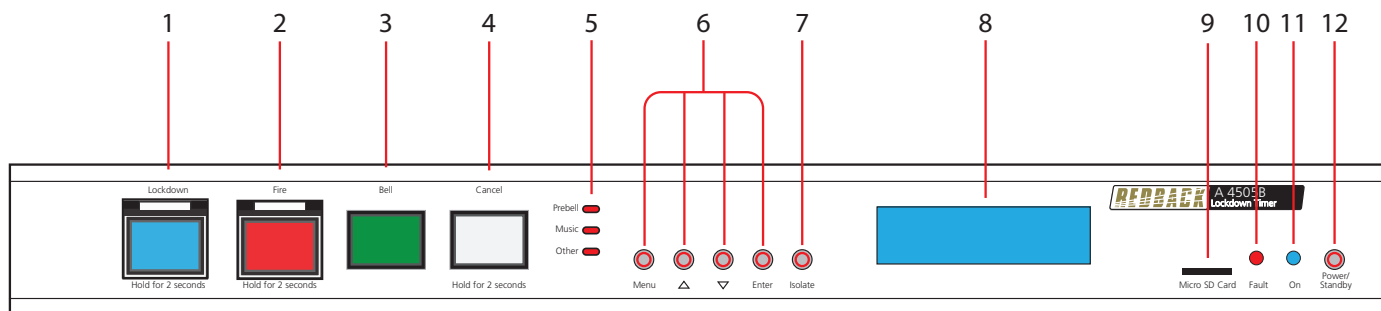 1 2 3 4 5 6 7 8 9 10 11 12
Lockdown Fire Bell Cancel
Prebell
Music
Other
REDBACK A 4505B
Lockdown Timer
Hold for 2 seconds Hold for 2 seconds Hold for 2 seconds
Menu △ ▽ Enter Isolate
Micro SD Card Fault On Power/
Standby